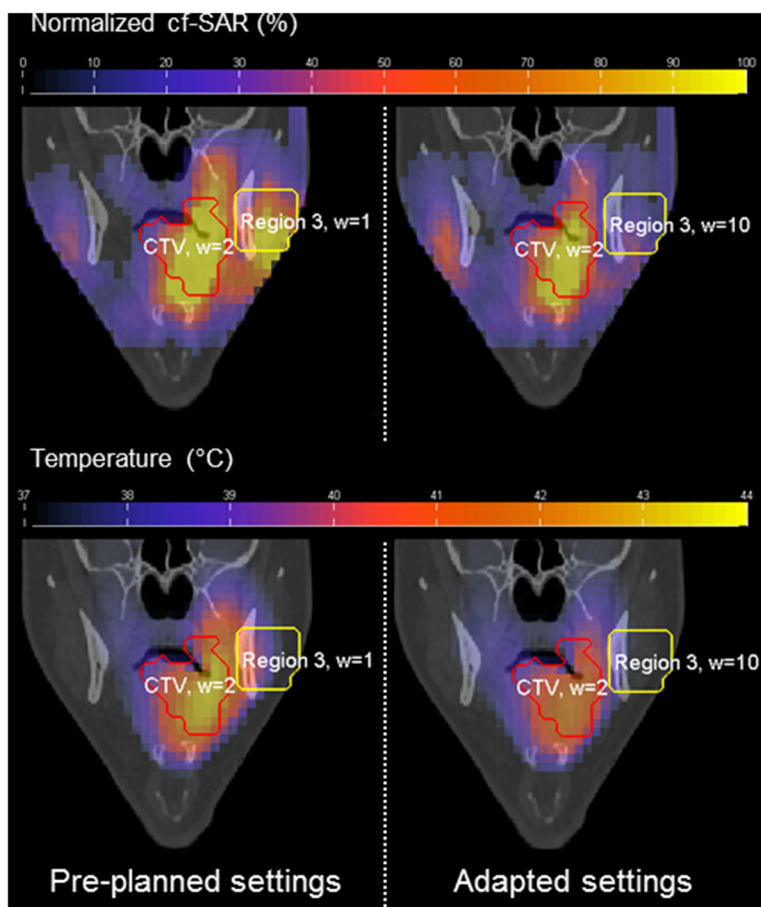 Normalized cf-SAR (%)
0 10 20 30 40 50 60 70 80 90 100
Region 3, w=1
CTV, w=2
Region 3, w=10
CTV, w=2
Temperature (°C)
37 38 39 40 41 42 43 44
Region 3, w=1
CTV, w=2
Region 3, w=10
CTV, w=2
Pre-planned settings
Adapted settings